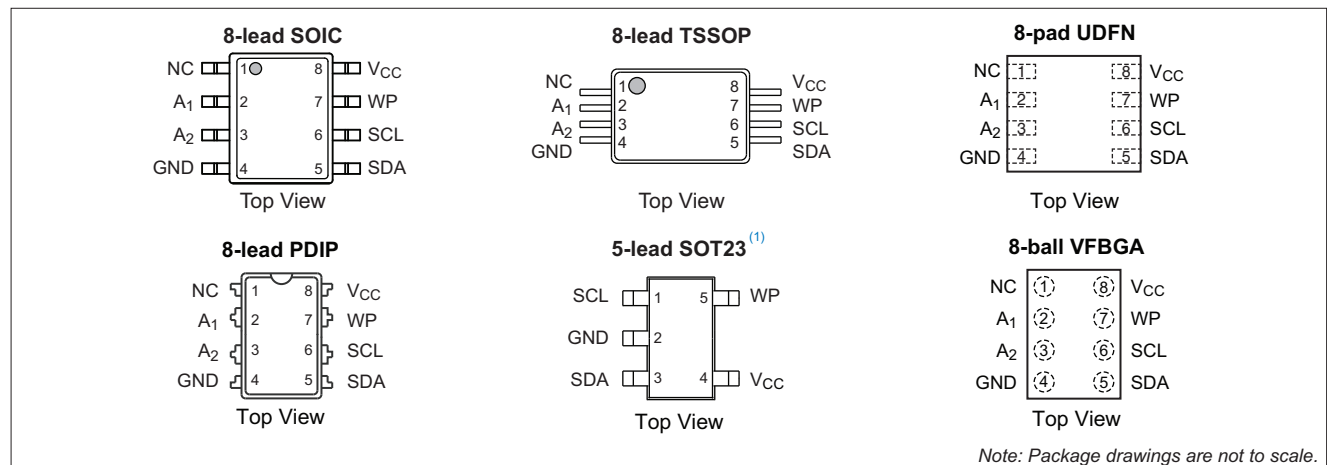 8-lead SOIC
NC 1 8 VCC
A1 2 7 WP
A2 3 6 SCL
GND 4 5 SDA
Top View
8-lead TSSOP
NC 1 8 VCC
A1 2 7 WP
A2 3 6 SCL
GND 4 5 SDA
Top View
8-pad UDFN
NC 1 8 VCC
A1 2 7 WP
A2 3 6 SCL
GND 4 5 SDA
Top View
8-lead PDIP
NC 1 8 VCC
A1 2 7 WP
A2 3 6 SCL
GND 4 5 SDA
Top View
5-lead SOT23 (1)
SCL 1 5 WP
GND 2
SDA 3 4 VCC
Top View
8-ball VFBGA
NC 1 8 VCC
A1 2 7 WP
A2 3 6 SCL
GND 4 5 SDA
Top View
Note: Package drawings are not to scale.